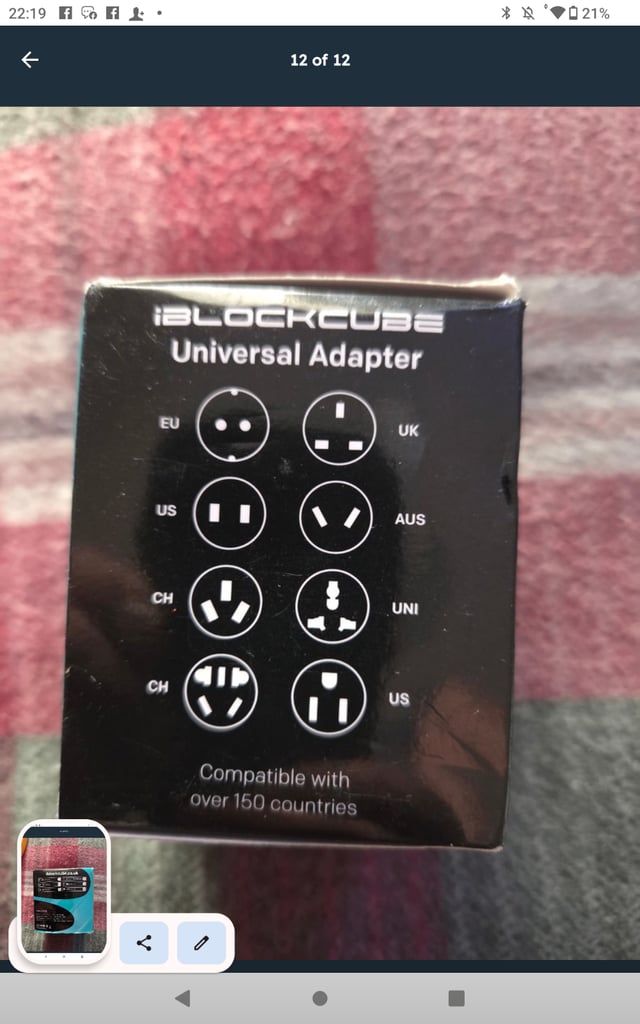 22:19
21%
12 of 12
iBLOCKCUBE
Universal Adapter
EU
UK
US
AUS
CH
UNI
CH
US
Compatible with
over 150 countries